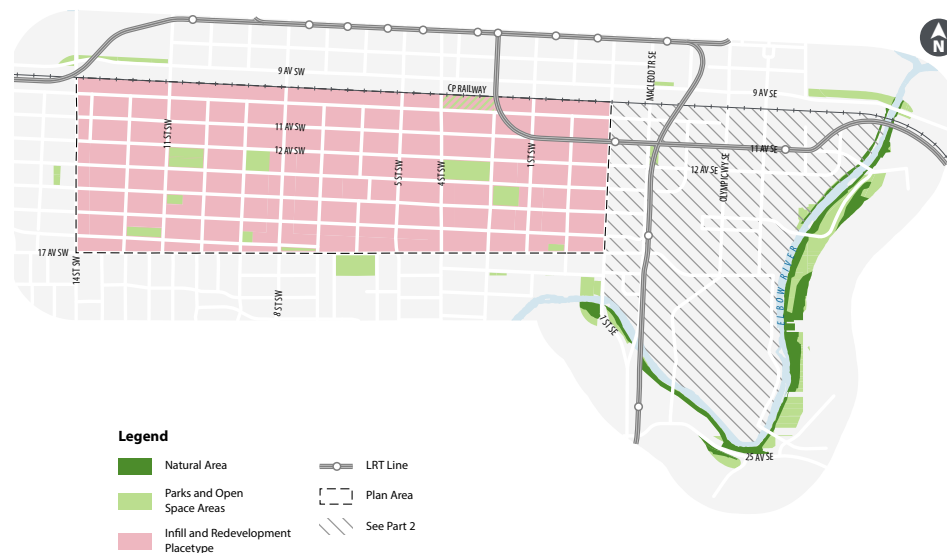 N
9 AV SW
CP RAILWAY
MACLEOD TR SE
9 AV SE
11 ST SW
11 AV SW
12 AV SW
5 ST SW
4 ST SW
1 ST SW
11 AV SE
12 AV SE
OLYMPIC WY SE
17 AV SW
14 ST SW
8 ST SW
7 ST SE
ELBOW RIVER
25 AV SE
Legend
Natural Area
Parks and Open
Space Areas
Infill and Redevelopment
Placetype
LRT Line
Plan Area
See Part 2